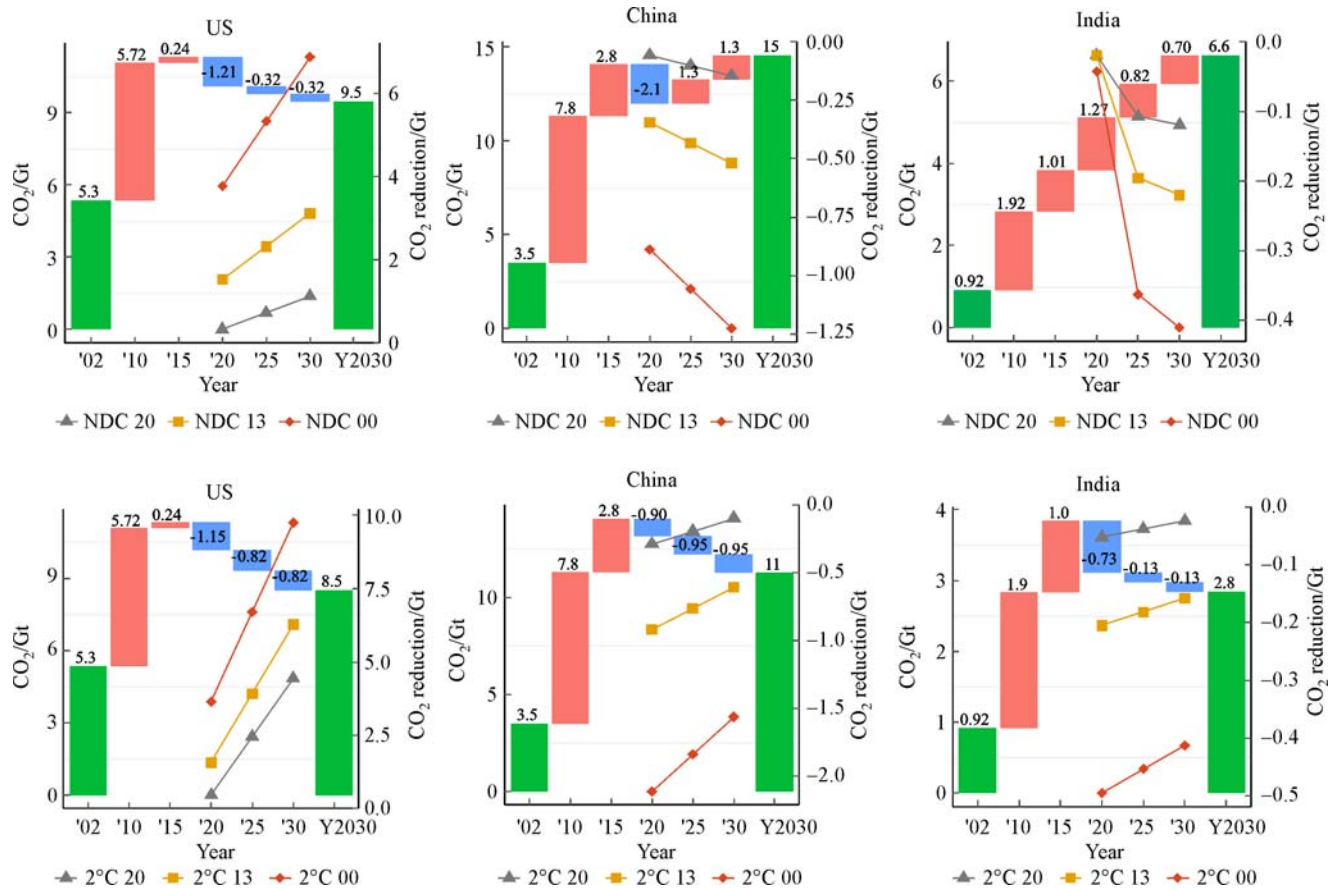 US
5.72
0.24
-1.21
-0.32
-0.32
9.5
5.3
9
6
3
0
6
4
2
0
CO₂/Gt
CO₂ reduction/Gt
'02 '10 '15 '20 '25 '30 Y2030
Year
NDC 20 NDC 13 NDC 00
China
15
10
5
0
3.5
7.8
2.8
-2.1
1.3
1.3
15
0.00
−0.25
−0.50
−0.75
−1.00
−1.25
CO₂/Gt
CO₂ reduction/Gt
'02 '10 '15 '20 '25 '30 Y2030
Year
NDC 20 NDC 13 NDC 00
India
6
4
2
0
0.92
1.92
1.01
1.27
0.82
0.70
6.6
0.0
−0.1
−0.2
−0.3
−0.4
CO₂/Gt
CO₂ reduction/Gt
'02 '10 '15 '20 '25 '30 Y2030
Year
NDC 20 NDC 13 NDC 00
US
9
6
3
0
5.3
5.72
0.24
-1.15
-0.82
-0.82
8.5
10.0
7.5
5.0
2.5
0.0
CO₂/Gt
CO₂ reduction/Gt
'02 '10 '15 '20 '25 '30 Y2030
Year
2°C 20 2°C 13 2°C 00
China
10
5
0
3.5
7.8
2.8
-0.90
-0.95
-0.95
11
0.0
−0.5
−1.0
−1.5
−2.0
CO₂/Gt
CO₂ reduction/Gt
'02 '10 '15 '20 '25 '30 Y2030
Year
2°C 20 2°C 13 2°C 00
India
4
3
2
1
0
0.92
1.9
1.0
-0.73
-0.13
-0.13
2.8
0.0
−0.1
−0.2
−0.3
−0.4
−0.5
CO₂/Gt
CO₂ reduction/Gt
'02 '10 '15 '20 '25 '30 Y2030
Year
2°C 20 2°C 13 2°C 00